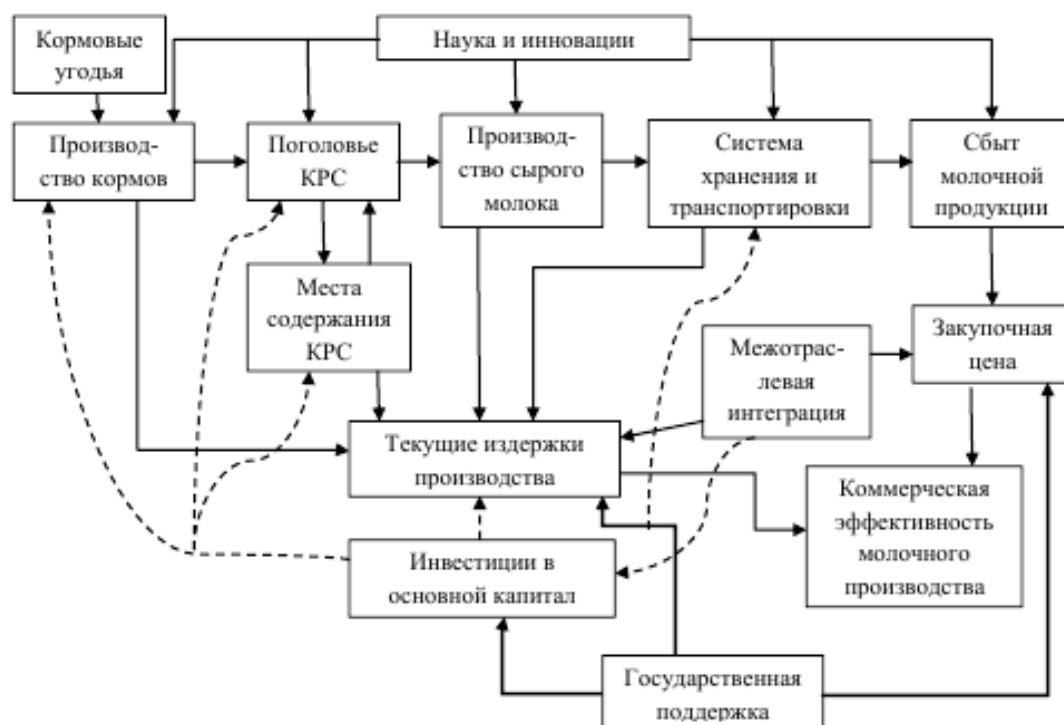 Кормовые
угодья
Наука и инновации
Производ-
ство кормов
Поголовье
КРС
Производ-
ство сырого
молока
Система
хранения и
транспортировки
Сбыт
молочной
продукции
Места
содержания
КРС
Межотрас-
левая
интеграция
Закупочная
цена
Текущие издержки
производства
Коммерческая
эффективность
молочного
производства
Инвестиции в
основной капитал
Государственная
поддержка